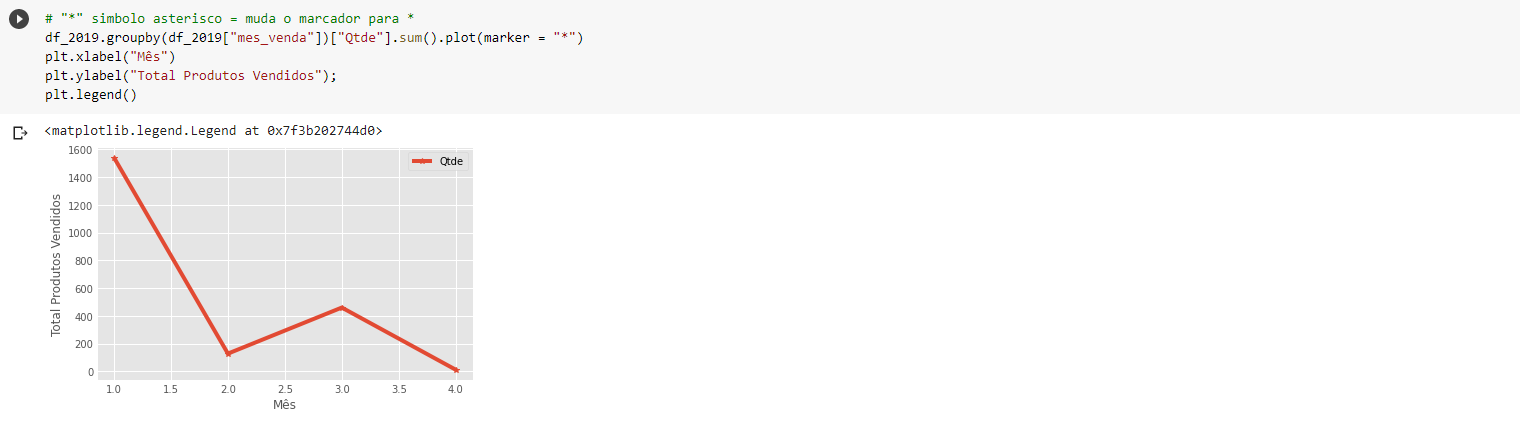 # "*" simbolo asterisco = muda o marcador para *
df_2019.groupby(df_2019["mes_venda"])["Qtde"].sum().plot(marker = "*")
plt.xlabel("Mês")
plt.ylabel("Total Produtos Vendidos");
plt.legend()
<matplotlib.legend.Legend at 0x7f3b202744d0>
Qtde
Total Produtos Vendidos
1600
1400
1200
1000
800
600
400
200
0
1.0 1.5 2.0 2.5 3.0 3.5 4.0
Mês